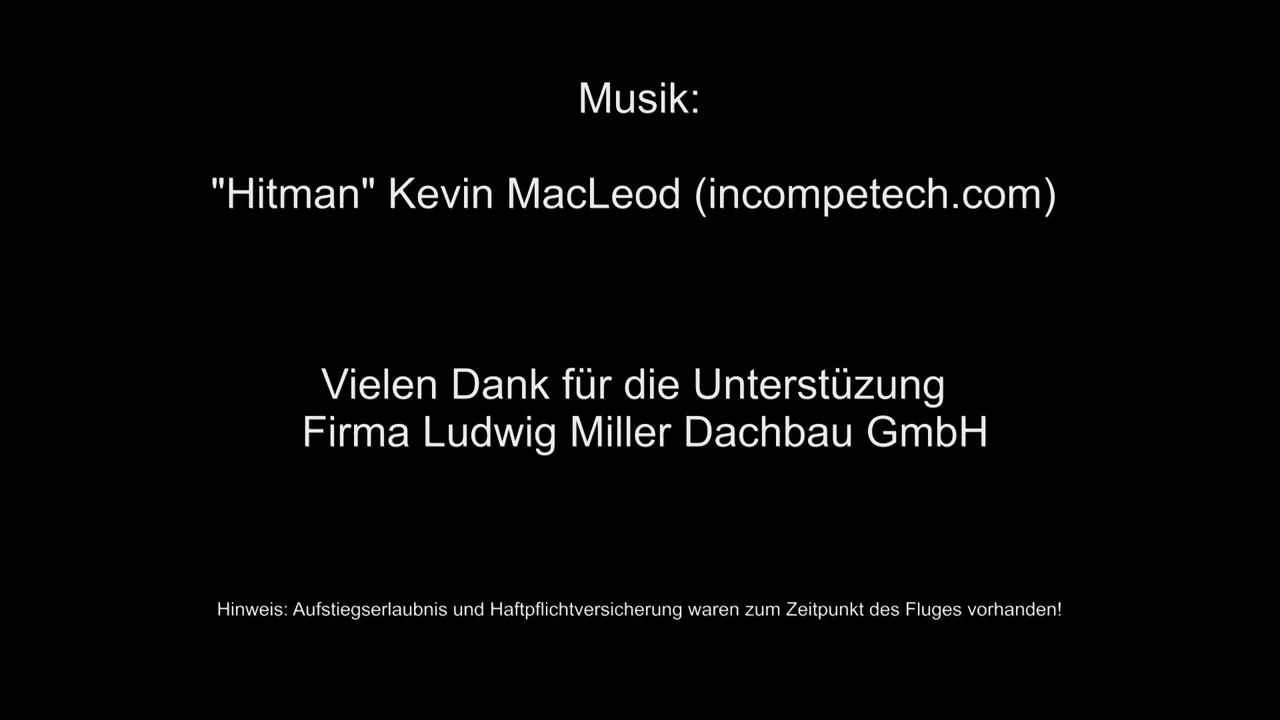 Musik:
"Hitman" Kevin MacLeod (incompetech.com)
Vielen Dank für die Unterstüzung
Firma Ludwig Miller Dachbau GmbH
Hinweis: Aufstiegserlaubnis und Haftpflichtversicherung waren zum Zeitpunkt des Fluges vorhanden!